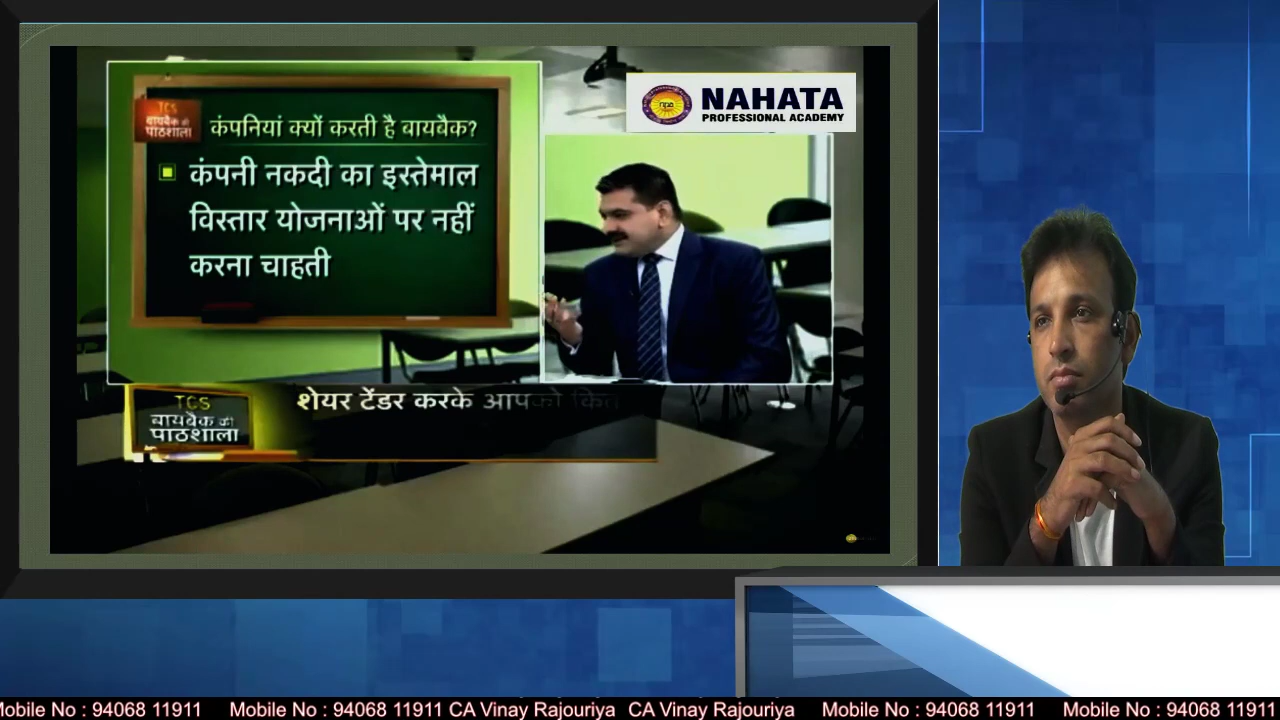 TCS
बायबैक की
पाठशाला
कंपनियां क्यों करती है बायबैक?
कंपनी नकदी का इस्तेमाल
विस्तार योजनाओं पर नहीं
करना चाहती
NAHATA
PROFESSIONAL ACADEMY
npa
TCS
बायबैक की
पाठशाला
शेयर टेंडर करके आपको
Mobile No : 94068 11911 Mobile No : 94068 11911 CA Vinay Rajouriya CA Vinay Rajouriya Mobile No : 94068 11911 Mobile No : 94068 11911